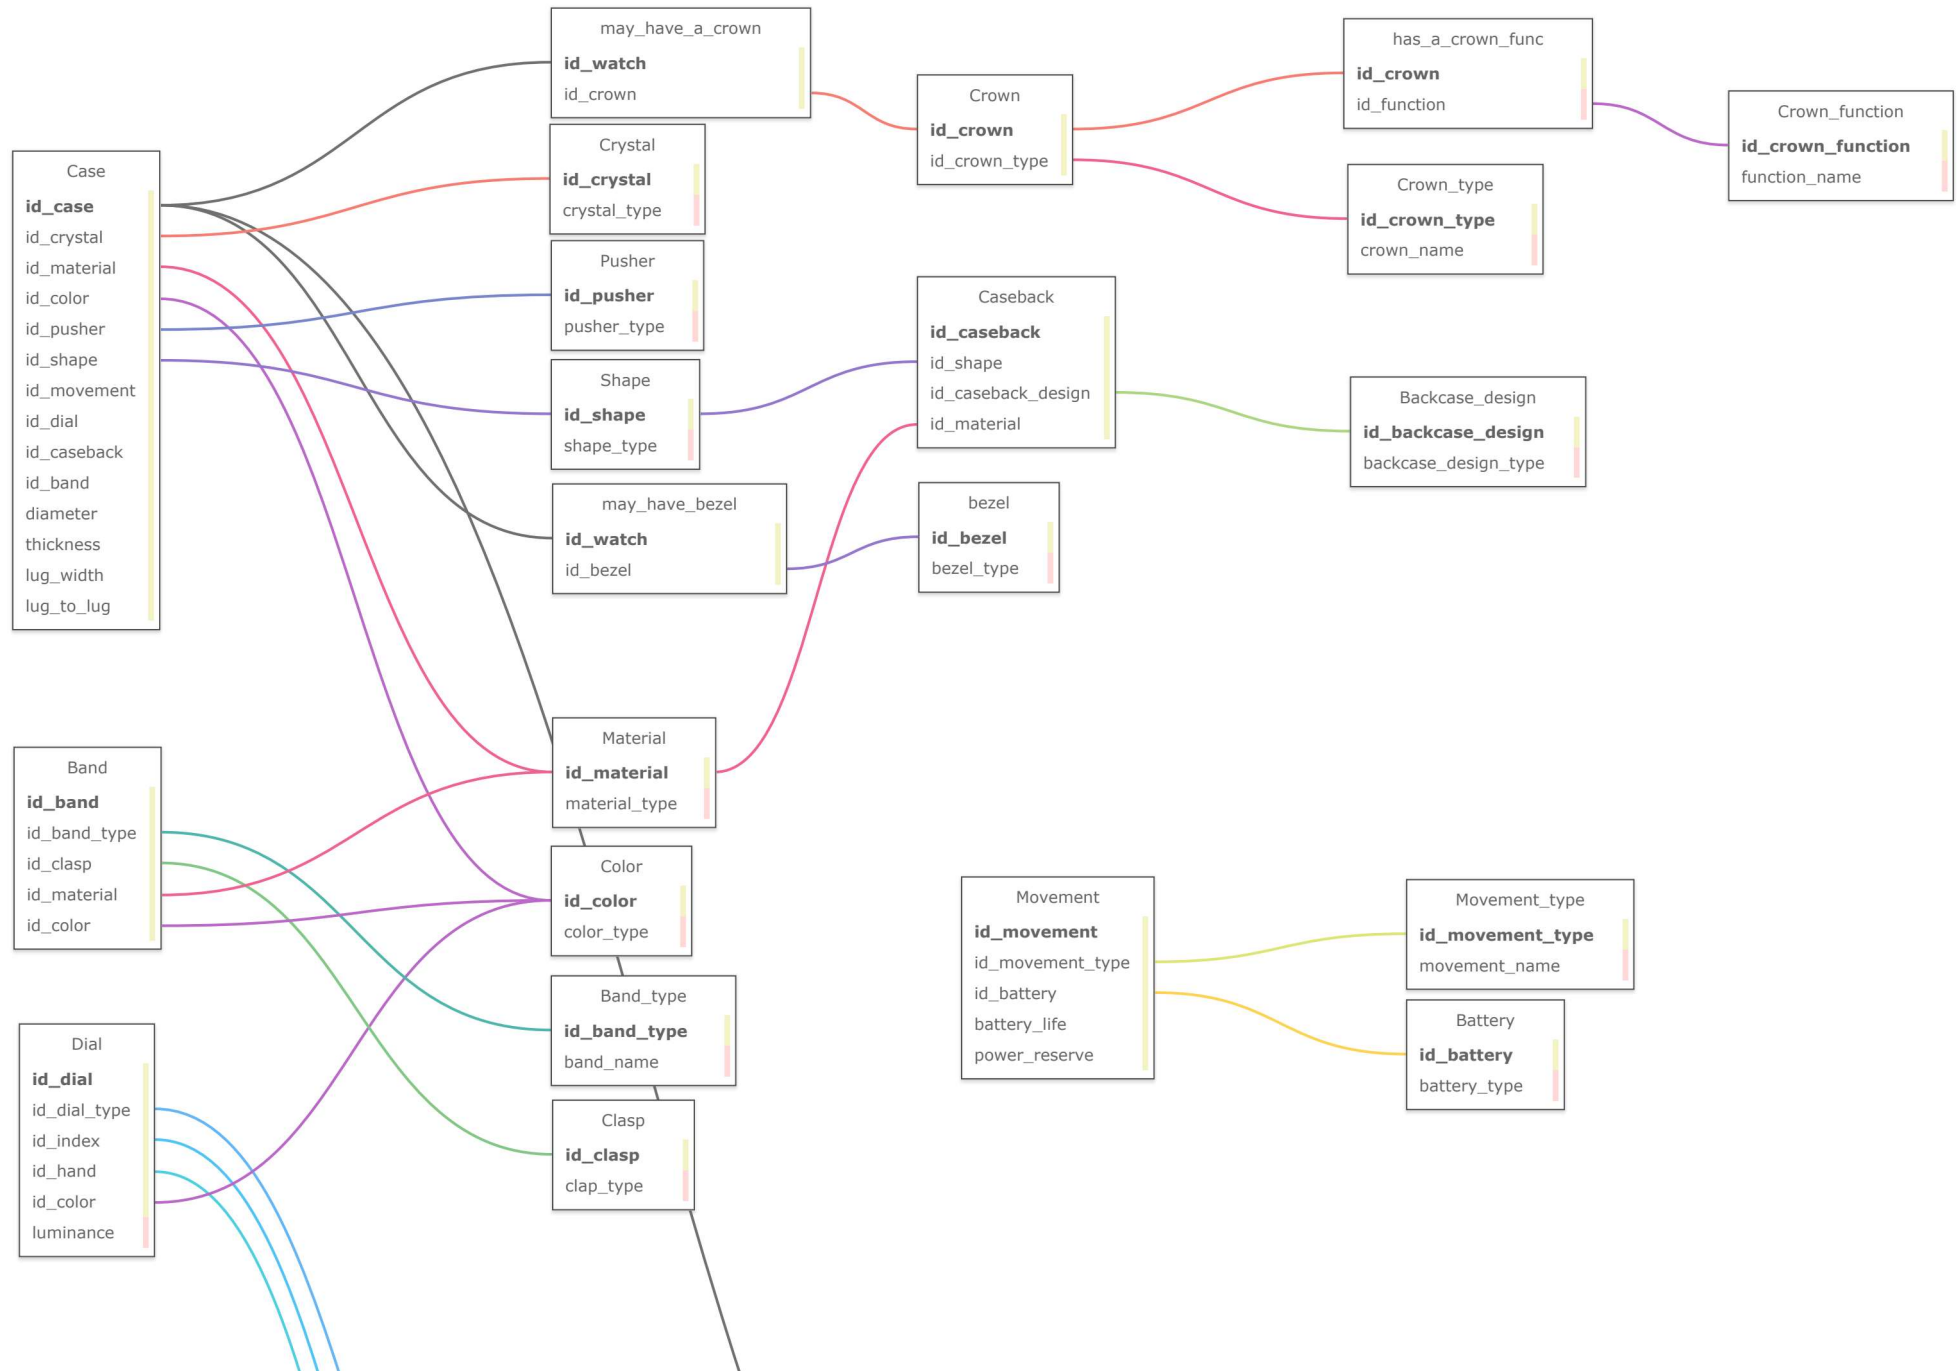 may_have_a_crown
id_watch
id_crown
Crown
id_crown
id_crown_type
has_a_crown_func
id_crown
id_function
Crown_function
id_crown_function
function_name
Case
id_case
id_crystal
id_material
id_color
id_pusher
id_shape
id_movement
id_dial
id_caseback
id_band
diameter
thickness
lug_width
lug_to_lug
Crystal
id_crystal
crystal_type
Crown_type
id_crown_type
crown_name
Pusher
id_pusher
pusher_type
Caseback
id_caseback
id_shape
id_caseback_design
id_material
Shape
id_shape
shape_type
Backcase_design
id_backcase_design
backcase_design_type
may_have_bezel
id_watch
id_bezel
bezel
id_bezel
bezel_type
Material
id_material
material_type
Band
id_band
id_band_type
id_clasp
id_material
id_color
Color
id_color
color_type
Movement
id_movement
id_movement_type
id_battery
battery_life
power_reserve
Movement_type
id_movement_type
movement_name
Band_type
id_band_type
band_name
Battery
id_battery
battery_type
Dial
id_dial
id_dial_type
id_index
id_hand
id_color
luminance
Clasp
id_clasp
clap_type